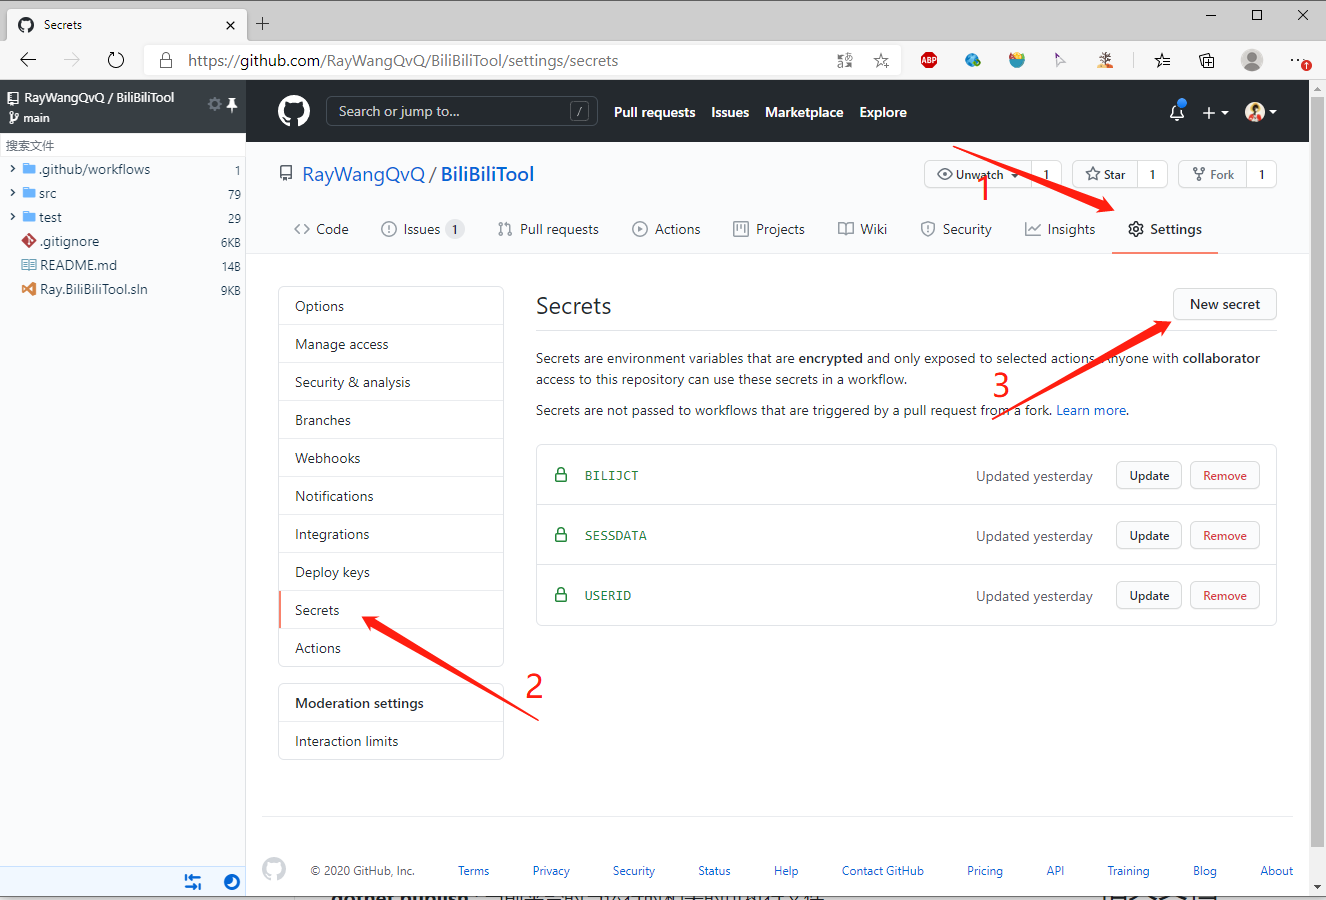 Secrets
https://github.com/RayWangQvQ/BiliBiliTool/settings/secrets
ABP
1
RayWangQvQ / BiliBiliTool
main
搜索文件
.github/workflows 1
src 79
test 29
.gitignore 6KB
README.md 14B
Ray.BiliBiliTool.sln 9KB
Search or jump to... /
Pull requests Issues Marketplace Explore
RayWangQvQ / BiliBiliTool
Unwatch 1 Star 1 Fork 1
1
Code Issues 1 Pull requests Actions Projects Wiki Security Insights Settings
Options
Manage access
Security & analysis
Branches
Webhooks
Notifications
Integrations
Deploy keys
Secrets
Actions
2
Moderation settings
Interaction limits
Secrets
New secret
Secrets are environment variables that are encrypted and only exposed to selected actions. Anyone with collaborator
access to this repository can use these secrets in a workflow.
3
Secrets are not passed to workflows that are triggered by a pull request from a fork. Learn more.
BILIJCT Updated yesterday Update Remove
SESSDATA Updated yesterday Update Remove
USERID Updated yesterday Update Remove
© 2020 GitHub, Inc. Terms Privacy Security Status Help Contact GitHub Pricing API Training Blog About